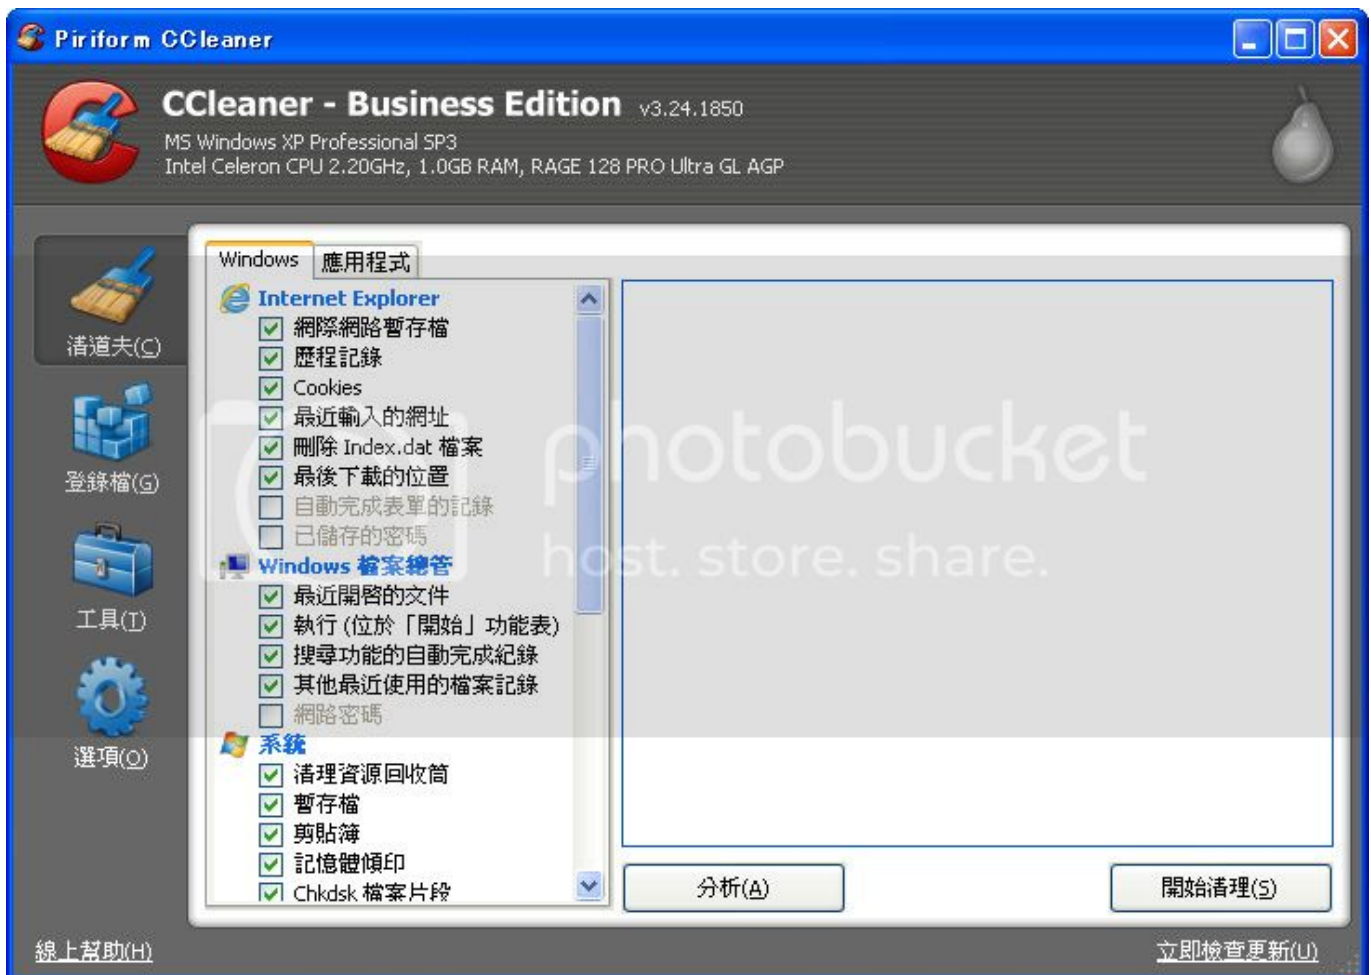 Piriform CCleaner
CCleaner - Business Edition v3.24.1850
MS Windows XP Professional SP3
Intel Celeron CPU 2.20GHz, 1.0GB RAM, RAGE 128 PRO Ultra GL AGP
清道夫(C)
登錄檔(G)
工具(T)
選項(O)
Windows 應用程式
Internet Explorer
網際網路暫存檔
歷程記錄
Cookies
最近輸入的網址
刪除 Index.dat 檔案
最後下載的位置
自動完成表單的記錄
已儲存的密碼
Windows 檔案總管
最近開啓的文件
執行 (位於「開始」功能表)
搜尋功能的自動完成紀錄
其他最近使用的檔案記錄
網路密碼
系統
清理資源回收筒
暫存檔
剪貼簿
記憶體傾印
Chkdsk 檔案片段
photobucket
host. store. share.
分析(A) 開始清理(S)
線上幫助(H) 立即檢查更新(U)